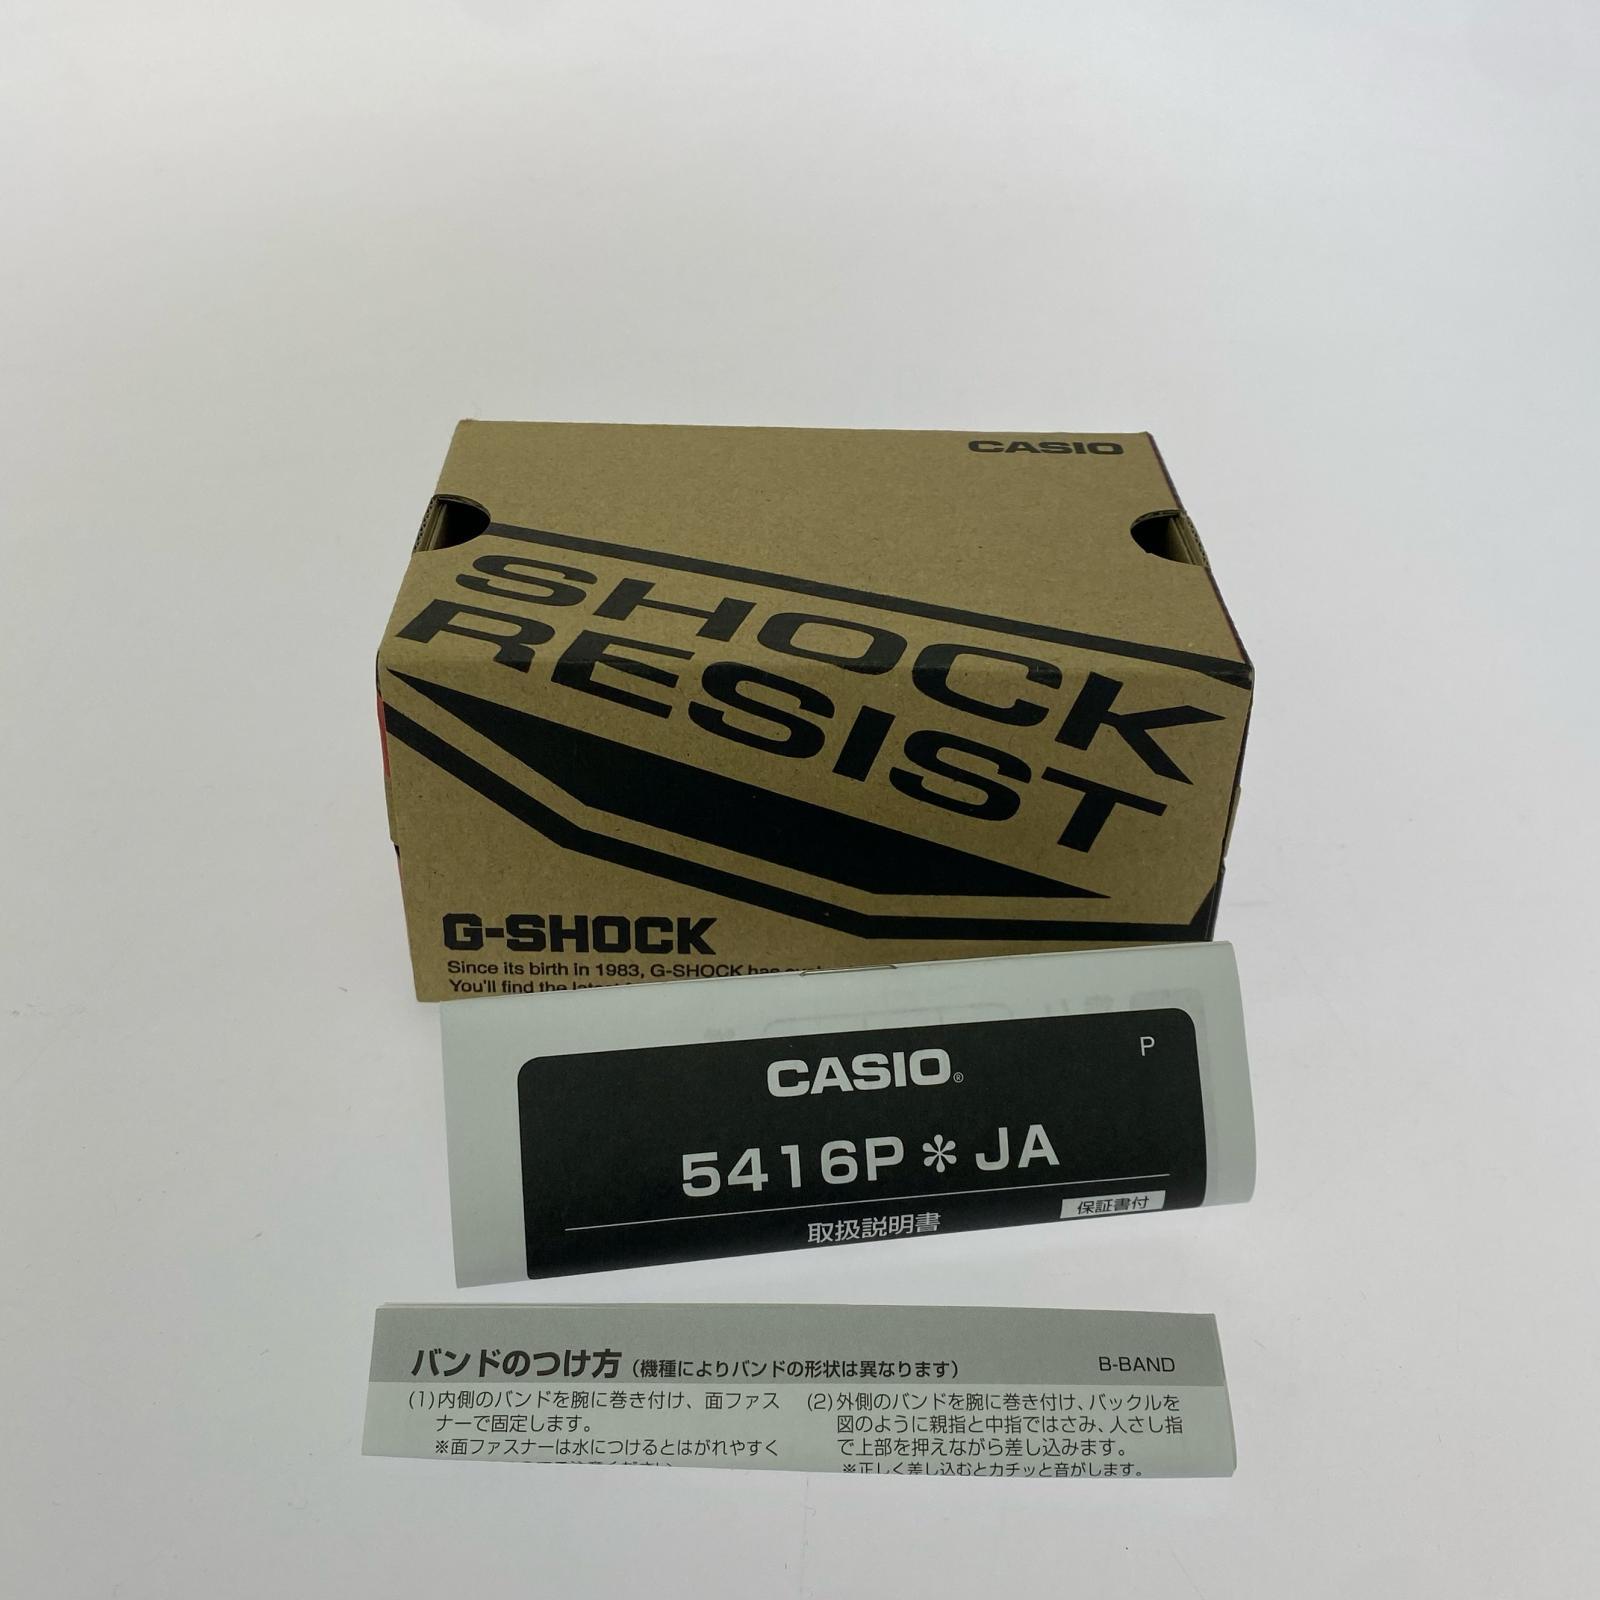 CASIO
SHOCK
RESIST
G-SHOCK
Since its birth in 1983, G-SHOCK has
You'll find the latest
CASIO®
P
5416P＊JA
取扱説明書
保証書付
バンドのつけ方（機種によりバンドの形状は異なります）
B-BAND
(1)内側のバンドを腕に巻き付け、面ファス
ナーで固定します。
※面ファスナーは水につけるとはがれやすく
(2)外側のバンドを腕に巻き付け、バックルを
図のように親指と中指ではさみ、人さし指
で上部を押えながら差し込みます。
※正しく差し込むとカチッと音がします。